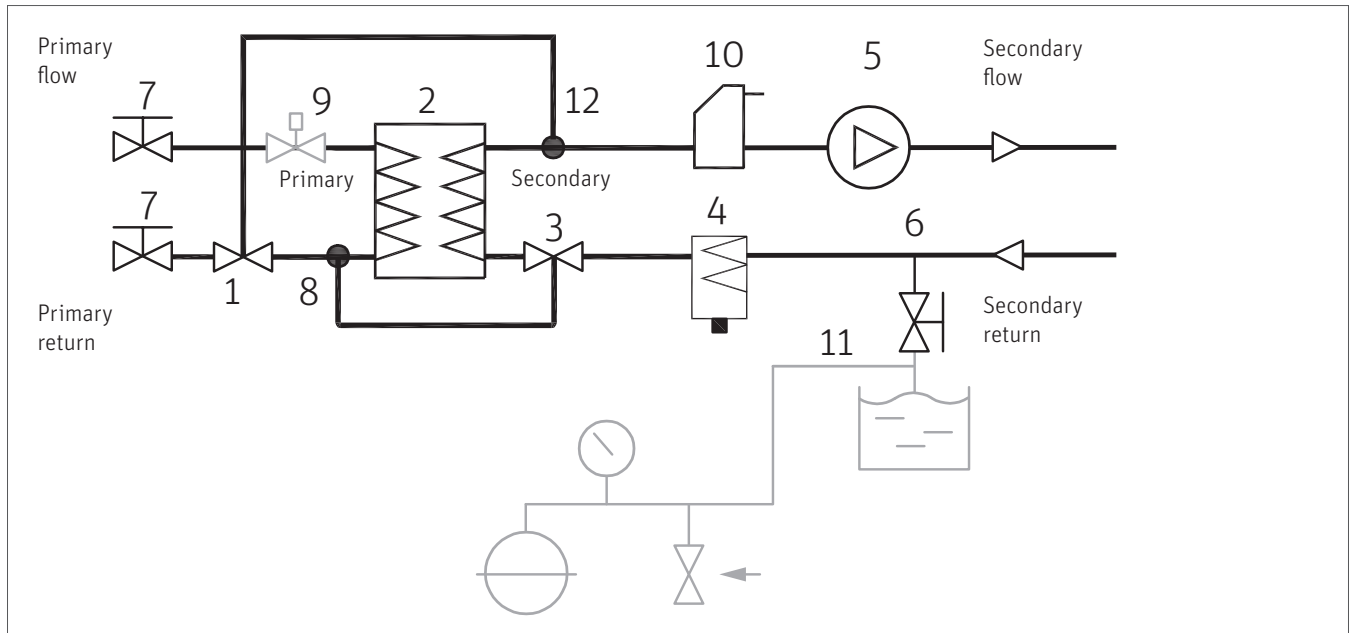 Primary
flow
7
9
2
12
10
5
Secondary
flow
Primary
Secondary
7
1
8
3
4
6
Primary
return
Secondary
return
11